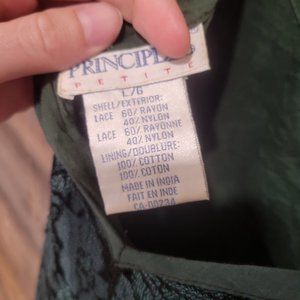 PRINCIPLES
PETITE
L/G
SHELL/EXTERIOR:
LACE 60% RAYON
40% NYLON
LACE 60% RAYONNE
40% NYLON
LINING/DOUBLURE:
100% COTTON
100% COTON
MADE IN INDIA
FAIT EN INDE
CA-00234